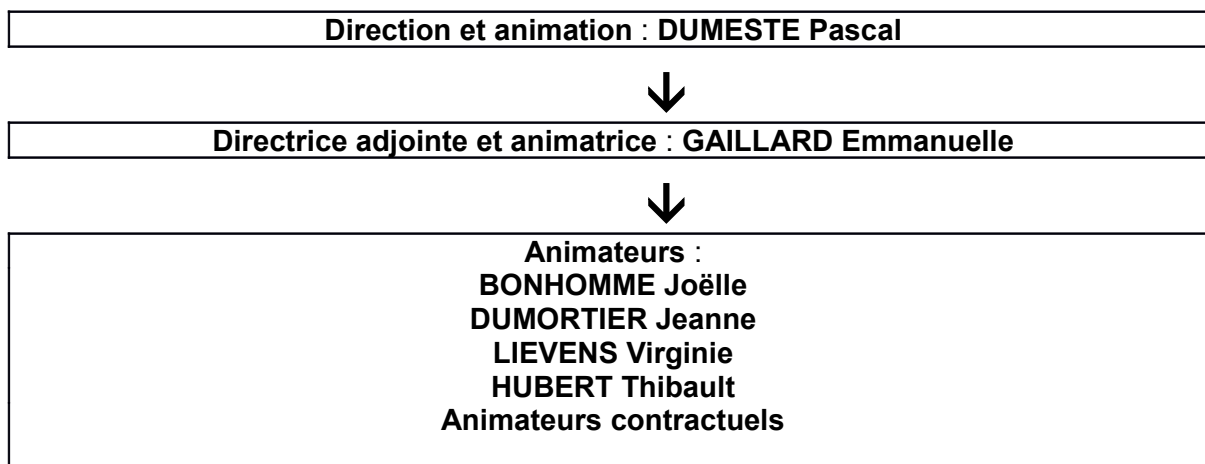 Direction et animation : DUMESTE Pascal
Directrice adjointe et animatrice : GAILLARD Emmanuelle
Animateurs :
BONHOMME Joëlle
DUMORTIER Jeanne
LIEVENS Virginie
HUBERT Thibault
Animateurs contractuels